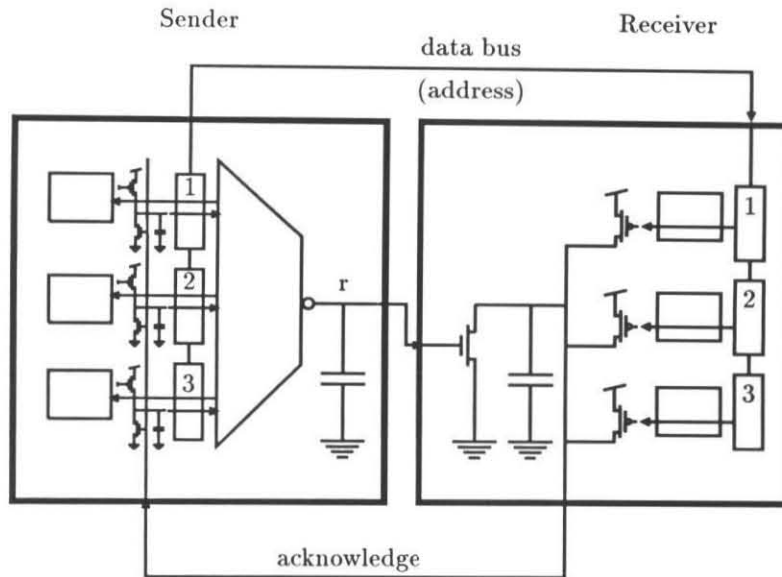 Sender
Receiver
data bus
(address)
1
2
3
r
1
2
3
acknowledge